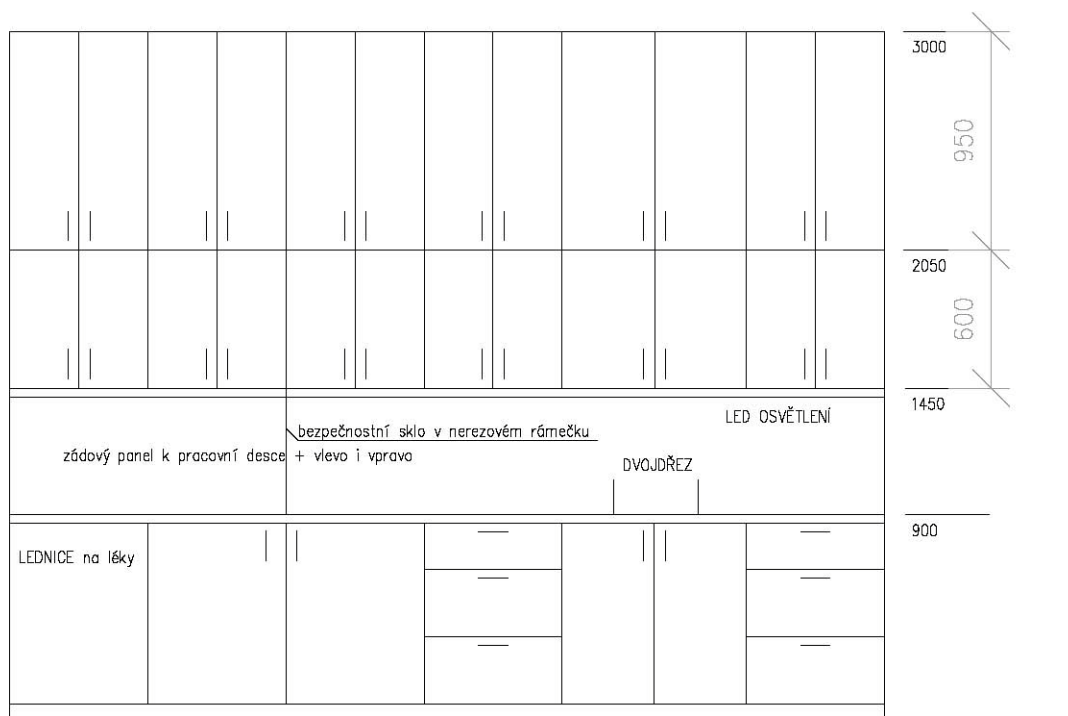 3000
950
2050
600
1450
LED OSVĚTLENÍ
bezpečnostní sklo v nerezovém rámečku
zádový panel k pracovní desce + vlevo i vpravo
DVOJDŘEZ
900
LEDNICE na léky